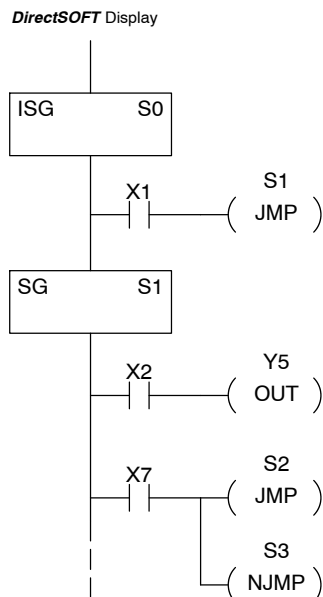 DirectSOFT Display
ISG S0
X1
S1
JMP
SG S1
X2
Y5
OUT
X7
S2
JMP
S3
NJMP